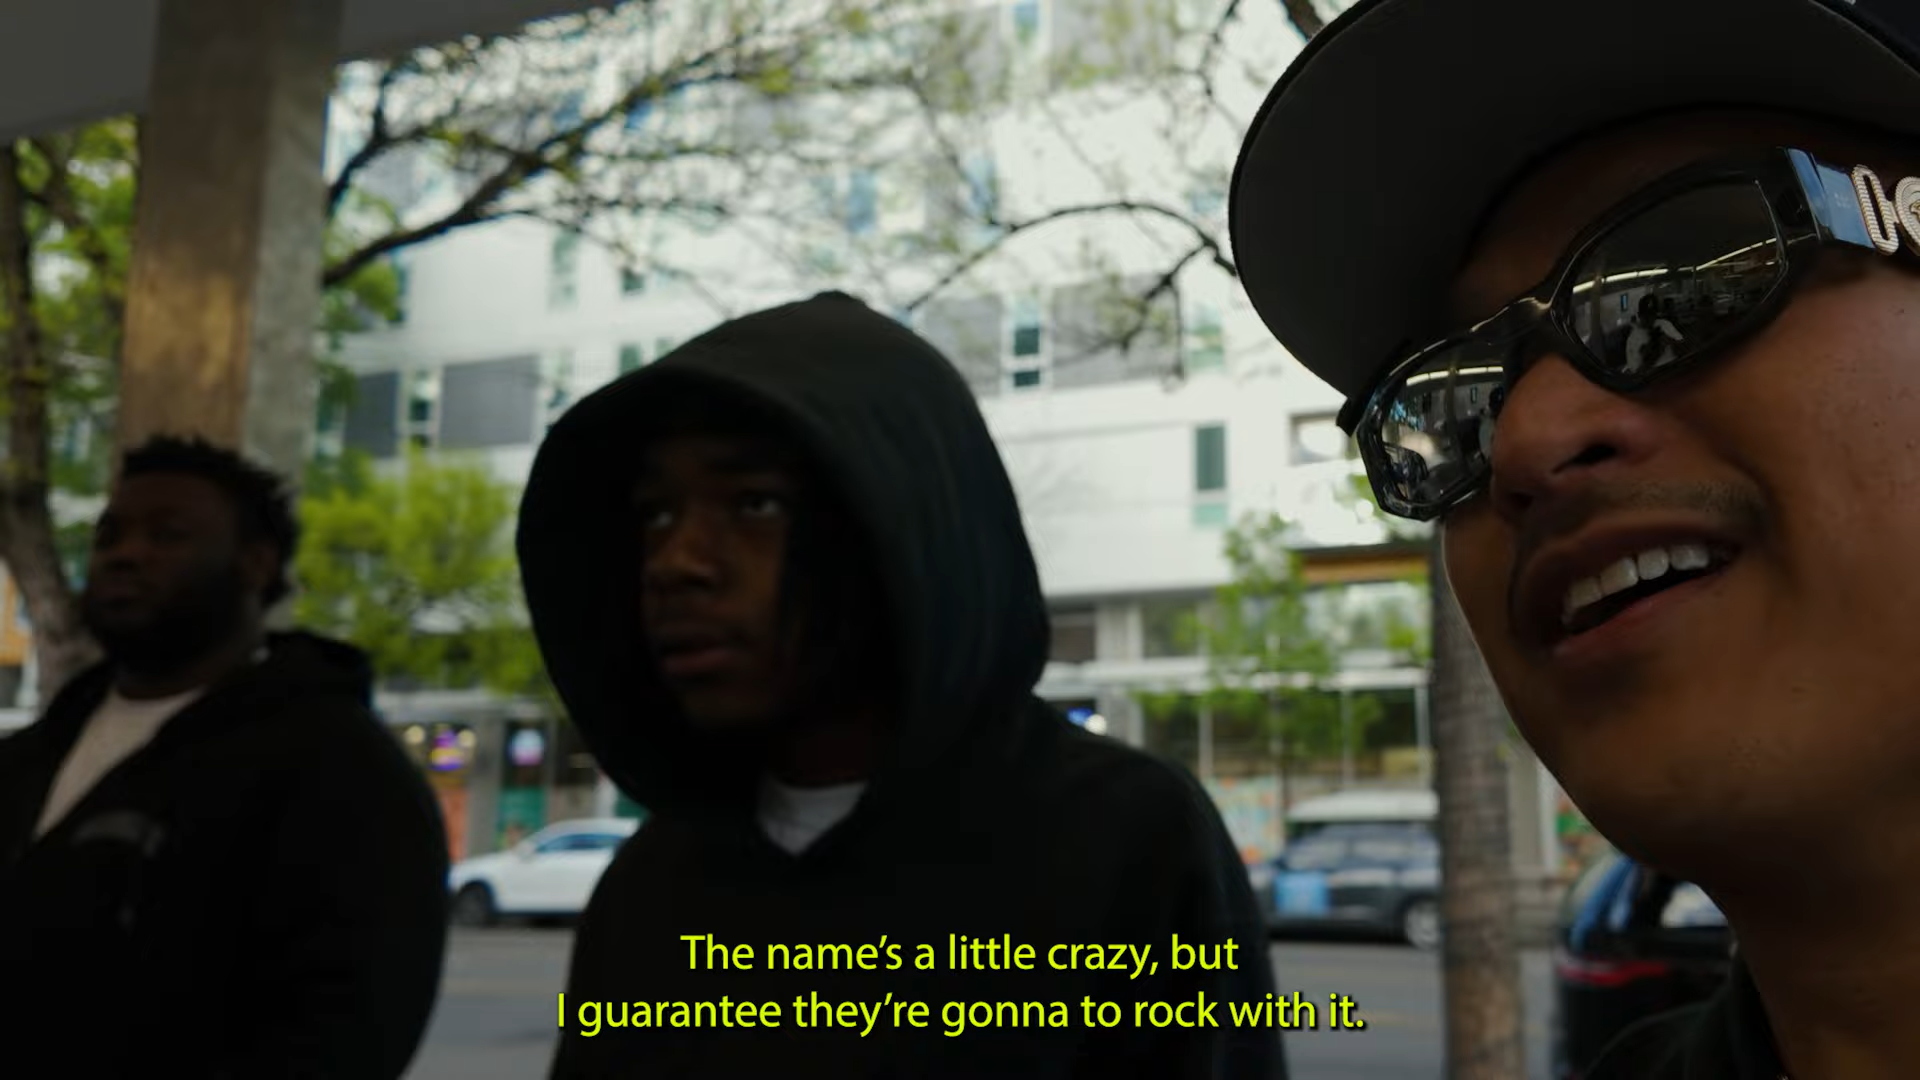 The name’s a little crazy, but
I guarantee they’re gonna to rock with it.